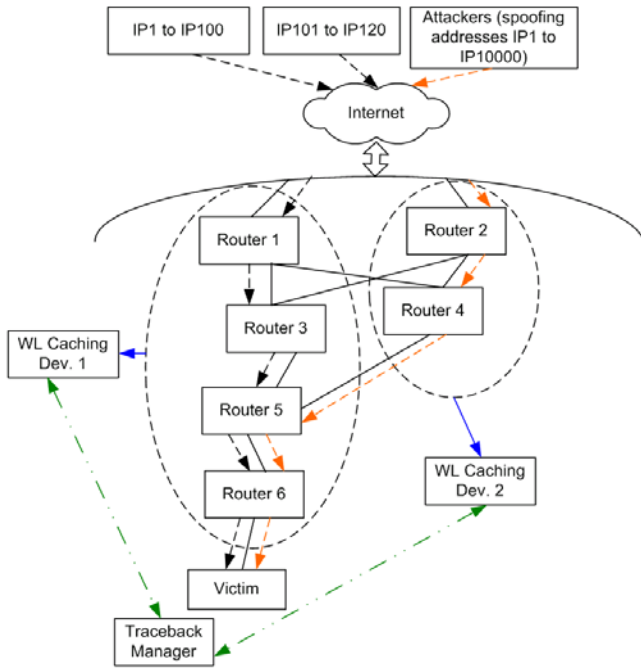 IP1 to IP100
IP101 to IP120
Attackers (spoofing
addresses IP1 to
IP10000)
Internet
Router 1
Router 2
Router 3
Router 4
WL Caching
Dev. 1
Router 5
Router 6
WL Caching
Dev. 2
Victim
Traceback
Manager